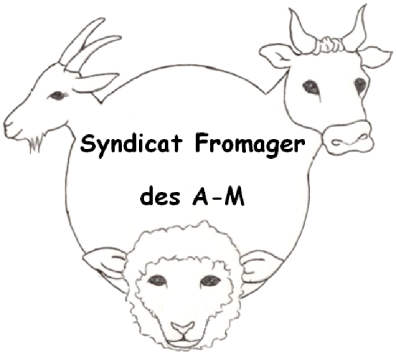 Syndicat Fromager
des A-M